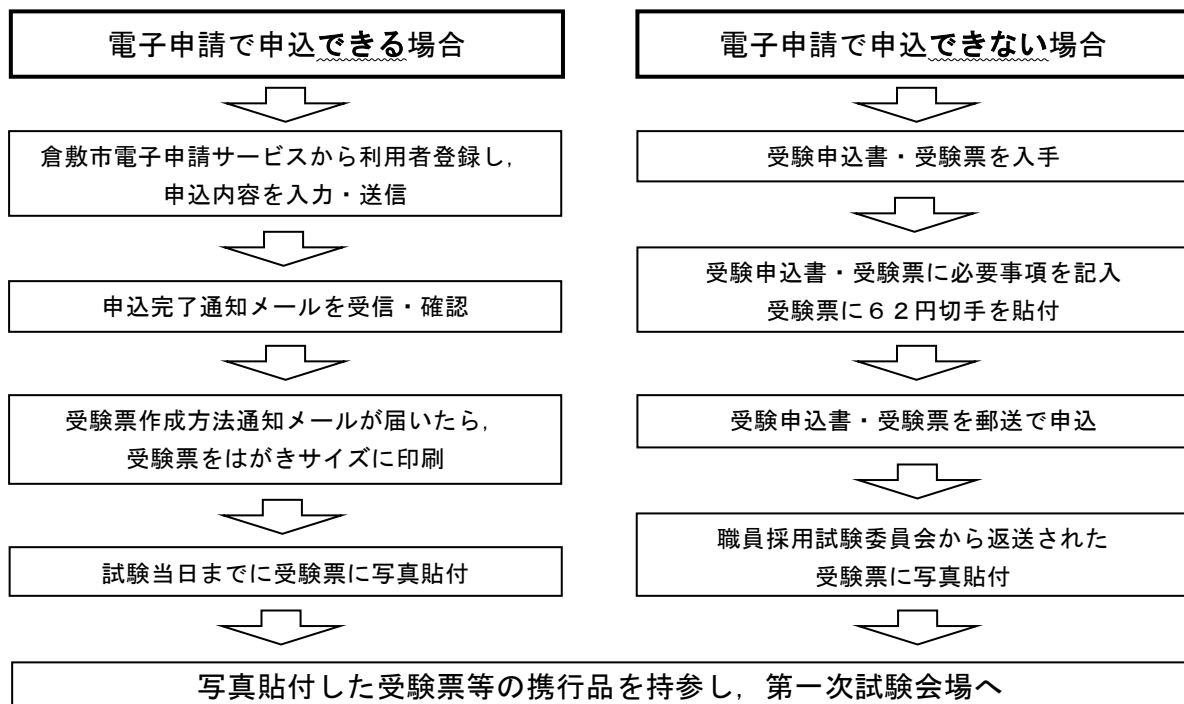 電子申請で申込できる場合
倉敷市電子申請サービスから利用者登録し，
申込内容を入力・送信
申込完了通知メールを受信・確認
受験票作成方法通知メールが届いたら，
受験票をはがきサイズに印刷
試験当日までに受験票に写真貼付
電子申請で申込できない場合
受験申込書・受験票を入手
受験申込書・受験票に必要事項を記入
受験票に６２円切手を貼付
受験申込書・受験票を郵送で申込
職員採用試験委員会から返送された
受験票に写真貼付
写真貼付した受験票等の携行品を持参し，第一次試験会場へ